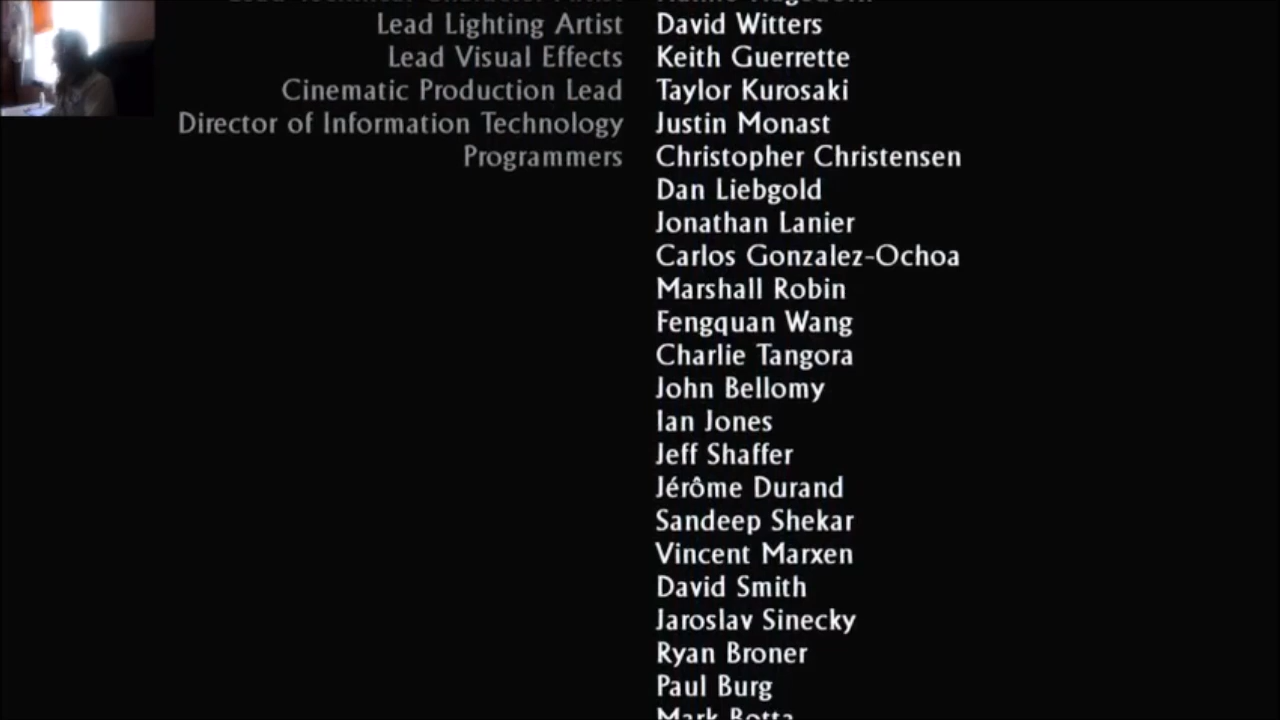 Lead Lighting Artist David Witters
Lead Visual Effects Keith Guerrette
Cinematic Production Lead Taylor Kurosaki
Director of Information Technology Justin Monast
Programmers Christopher Christensen
Dan Liebgold
Jonathan Lanier
Carlos Gonzalez-Ochoa
Marshall Robin
Fengquan Wang
Charlie Tangora
John Bellomy
Ian Jones
Jeff Shaffer
Jérôme Durand
Sandeep Shekar
Vincent Marxen
David Smith
Jaroslav Sinecky
Ryan Broner
Paul Burg
Mark Botta